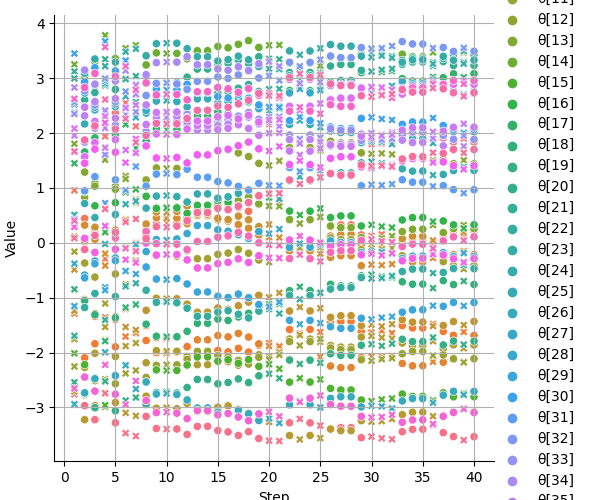 θ[11]
θ[12]
θ[13]
θ[14]
θ[15]
θ[16]
θ[17]
θ[18]
θ[19]
θ[20]
θ[21]
θ[22]
θ[23]
θ[24]
θ[25]
θ[26]
θ[27]
θ[28]
θ[29]
θ[30]
θ[31]
θ[32]
θ[33]
θ[34]
θ[35]
4
3
2
1
0
−1
−2
−3
Value
0 5 10 15 20 25 30 35 40
Step